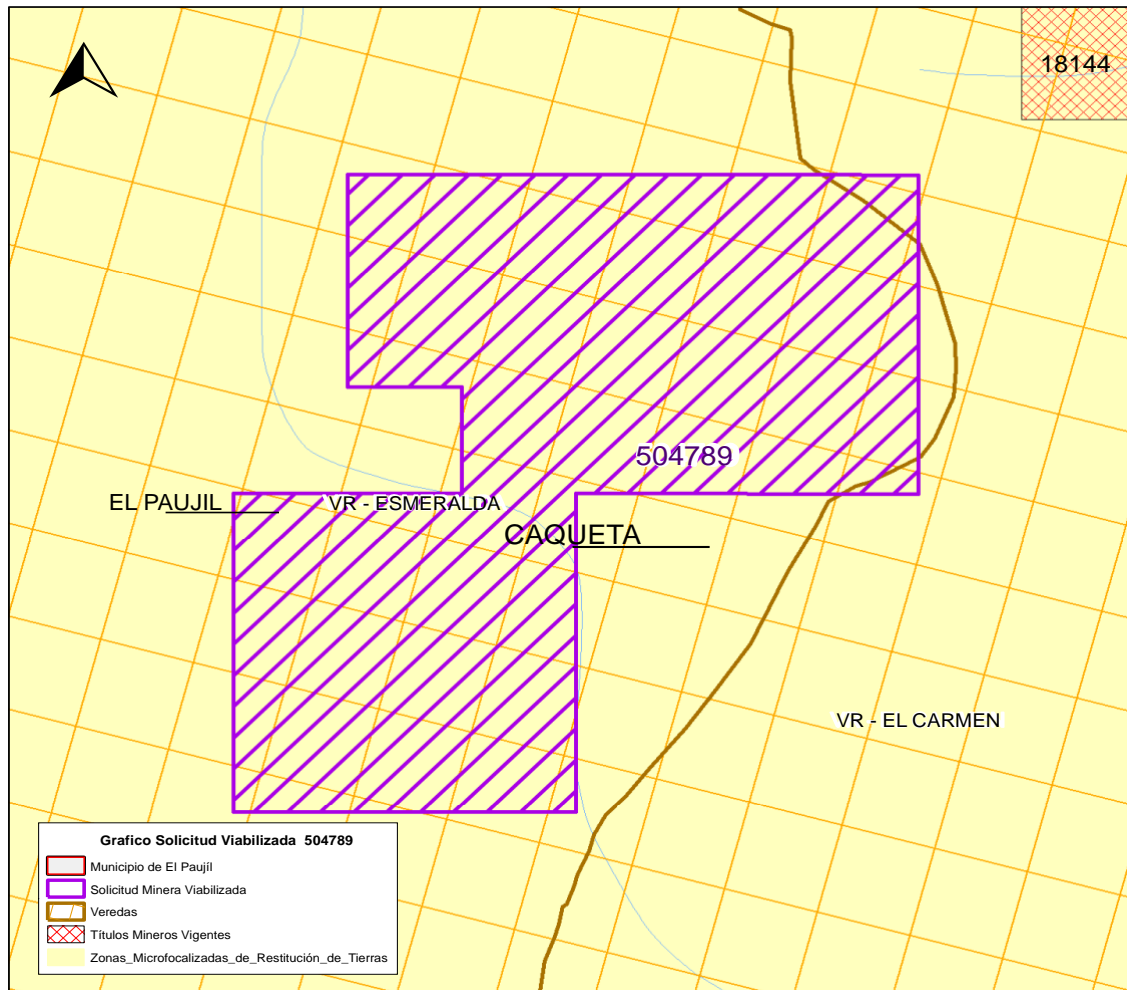 18144
504789
EL PAUJIL
VR - ESMERALDA
CAQUETA
VR - EL CARMEN
Grafico Solicitud Viabilizada 504789
Municipio de El Paujíl
Solicitud Minera Viabilizada
Veredas
Títulos Mineros Vigentes
Zonas_Microfocalizadas_de_Restitución_de_Tierras